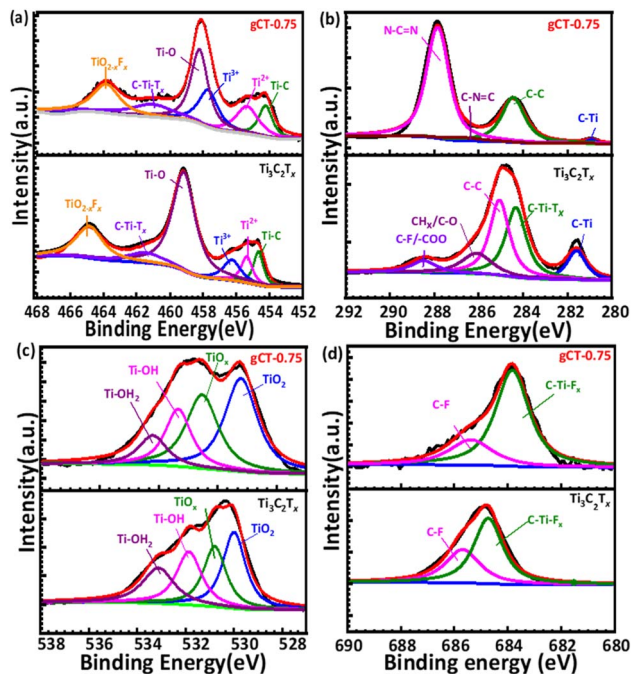 (a)
gCT-0.75
Ti-O
TiO2-xFx
C-Ti-Tx
Ti3+
Ti2+
Ti-C
Ti3C2Tx
Ti-O
TiO2-xFx
C-Ti-Tx
Ti3+
Ti2+
Ti-C
Intensity(a.u.)
468 466 464 462 460 458 456 454 452
Binding Energy(eV)
(b)
gCT-0.75
N-C=N
C-N=C
C-C
C-Ti
Ti3C2Tx
C-C
CHx/C-O
C-F/-COO
C-Ti-Tx
C-Ti
Intensity(a.u.)
292 290 288 286 284 282 280
Binding Energy(eV)
(c)
gCT-0.75
TiOx
Ti-OH
Ti-OH2
TiO2
Ti3C2Tx
TiOx
Ti-OH
Ti-OH2
TiO2
Intensity(a.u.)
538 536 534 532 530 528
Binding Energy(eV)
(d)
gCT-0.75
C-F
C-Ti-Fx
Ti3C2Tx
C-F
C-Ti-Fx
Intensity(a.u.)
690 688 686 684 682 680
Binding energy (eV)